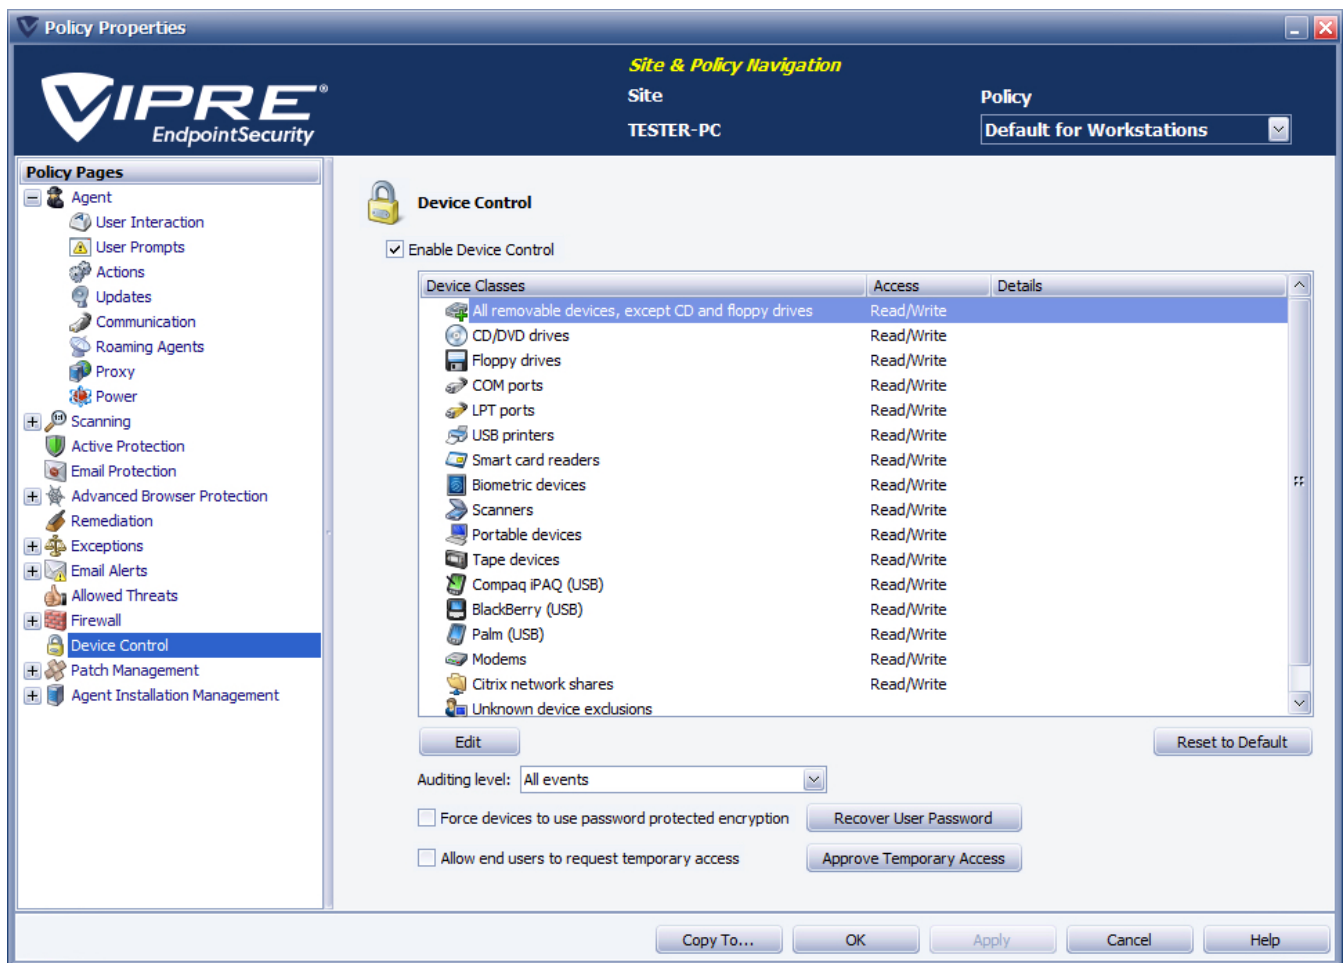 Policy Properties
VIPRE®
EndpointSecurity
Site & Policy Navigation
Site
Policy
TESTER-PC
Default for Workstations
Policy Pages
Agent
User Interaction
User Prompts
Actions
Updates
Communication
Roaming Agents
Proxy
Power
Scanning
Active Protection
Email Protection
Advanced Browser Protection
Remediation
Exceptions
Email Alerts
Allowed Threats
Firewall
Device Control
Patch Management
Agent Installation Management
Device Control
Enable Device Control
Device Classes Access Details
All removable devices, except CD and floppy drives Read/Write
CD/DVD drives Read/Write
Floppy drives Read/Write
COM ports Read/Write
LPT ports Read/Write
USB printers Read/Write
Smart card readers Read/Write
Biometric devices Read/Write
Scanners Read/Write
Portable devices Read/Write
Tape devices Read/Write
Compaq iPAQ (USB) Read/Write
BlackBerry (USB) Read/Write
Palm (USB) Read/Write
Modems Read/Write
Citrix network shares Read/Write
Unknown device exclusions
Edit Reset to Default
Auditing level: All events
Force devices to use password protected encryption Recover User Password
Allow end users to request temporary access Approve Temporary Access
Copy To... OK Apply Cancel Help